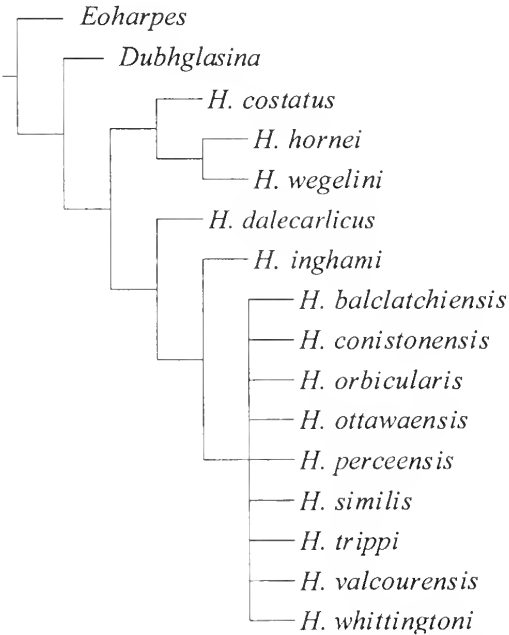 Eoharpes
Dubhglasina
H. costatus
H. hornei
H. wegelini
H. dalecarlicus
H. inghami
H. balclatchiensis
H. conistonensis
H. orbicularis
H. ottawaensis
H. perceensis
H. similis
H. trippi
H. valcourensis
H. whittingtoni